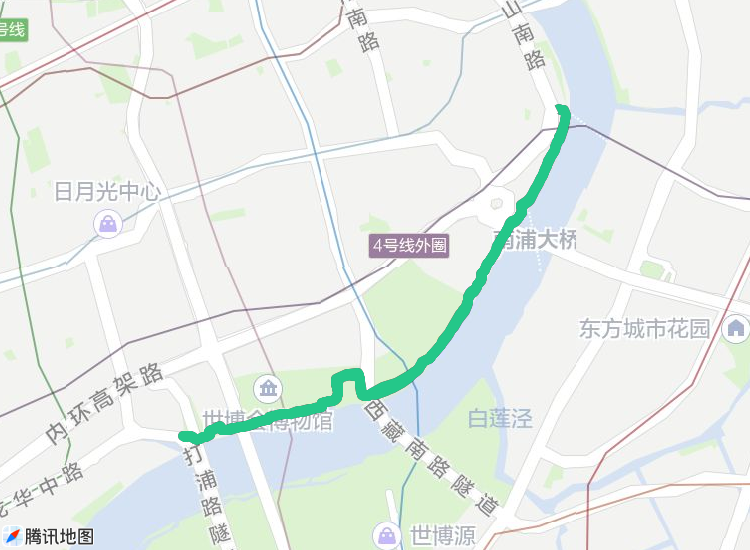 号线
南路
山南路
日月光中心
4号线外圈
南浦大桥
东方城市花园
内环高架路
世博会博物馆
白莲泾
西藏南路隧道
打浦路隧
龙华中路
世博源
腾讯地图